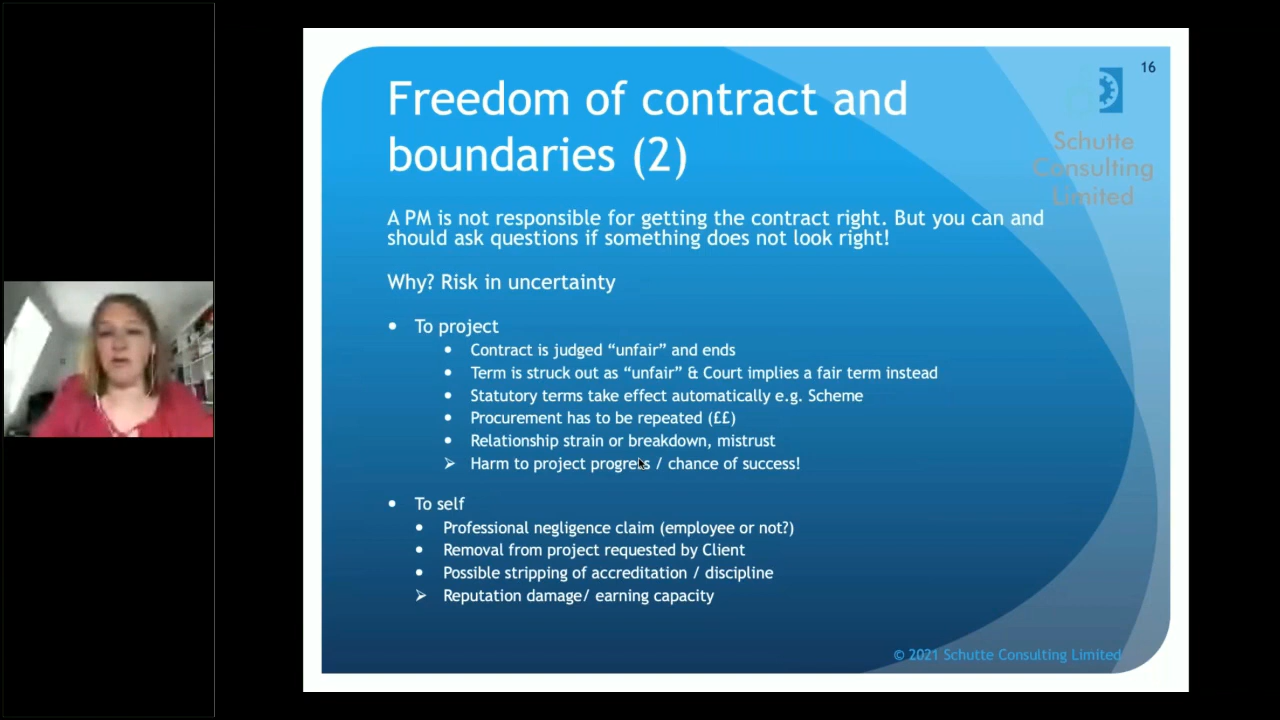 16
Schutte
Consulting
Limited
Freedom of contract and
boundaries (2)
A PM is not responsible for getting the contract right. But you can and
should ask questions if something does not look right!
Why? Risk in uncertainty
• To project
• Contract is judged “unfair” and ends
• Term is struck out as “unfair” & Court implies a fair term instead
• Statutory terms take effect automatically e.g. Scheme
• Procurement has to be repeated (££)
• Relationship strain or breakdown, mistrust
➢ Harm to project progress / chance of success!
• To self
• Professional negligence claim (employee or not?)
• Removal from project requested by Client
• Possible stripping of accreditation / discipline
➢ Reputation damage/ earning capacity
© 2021 Schutte Consulting Limited